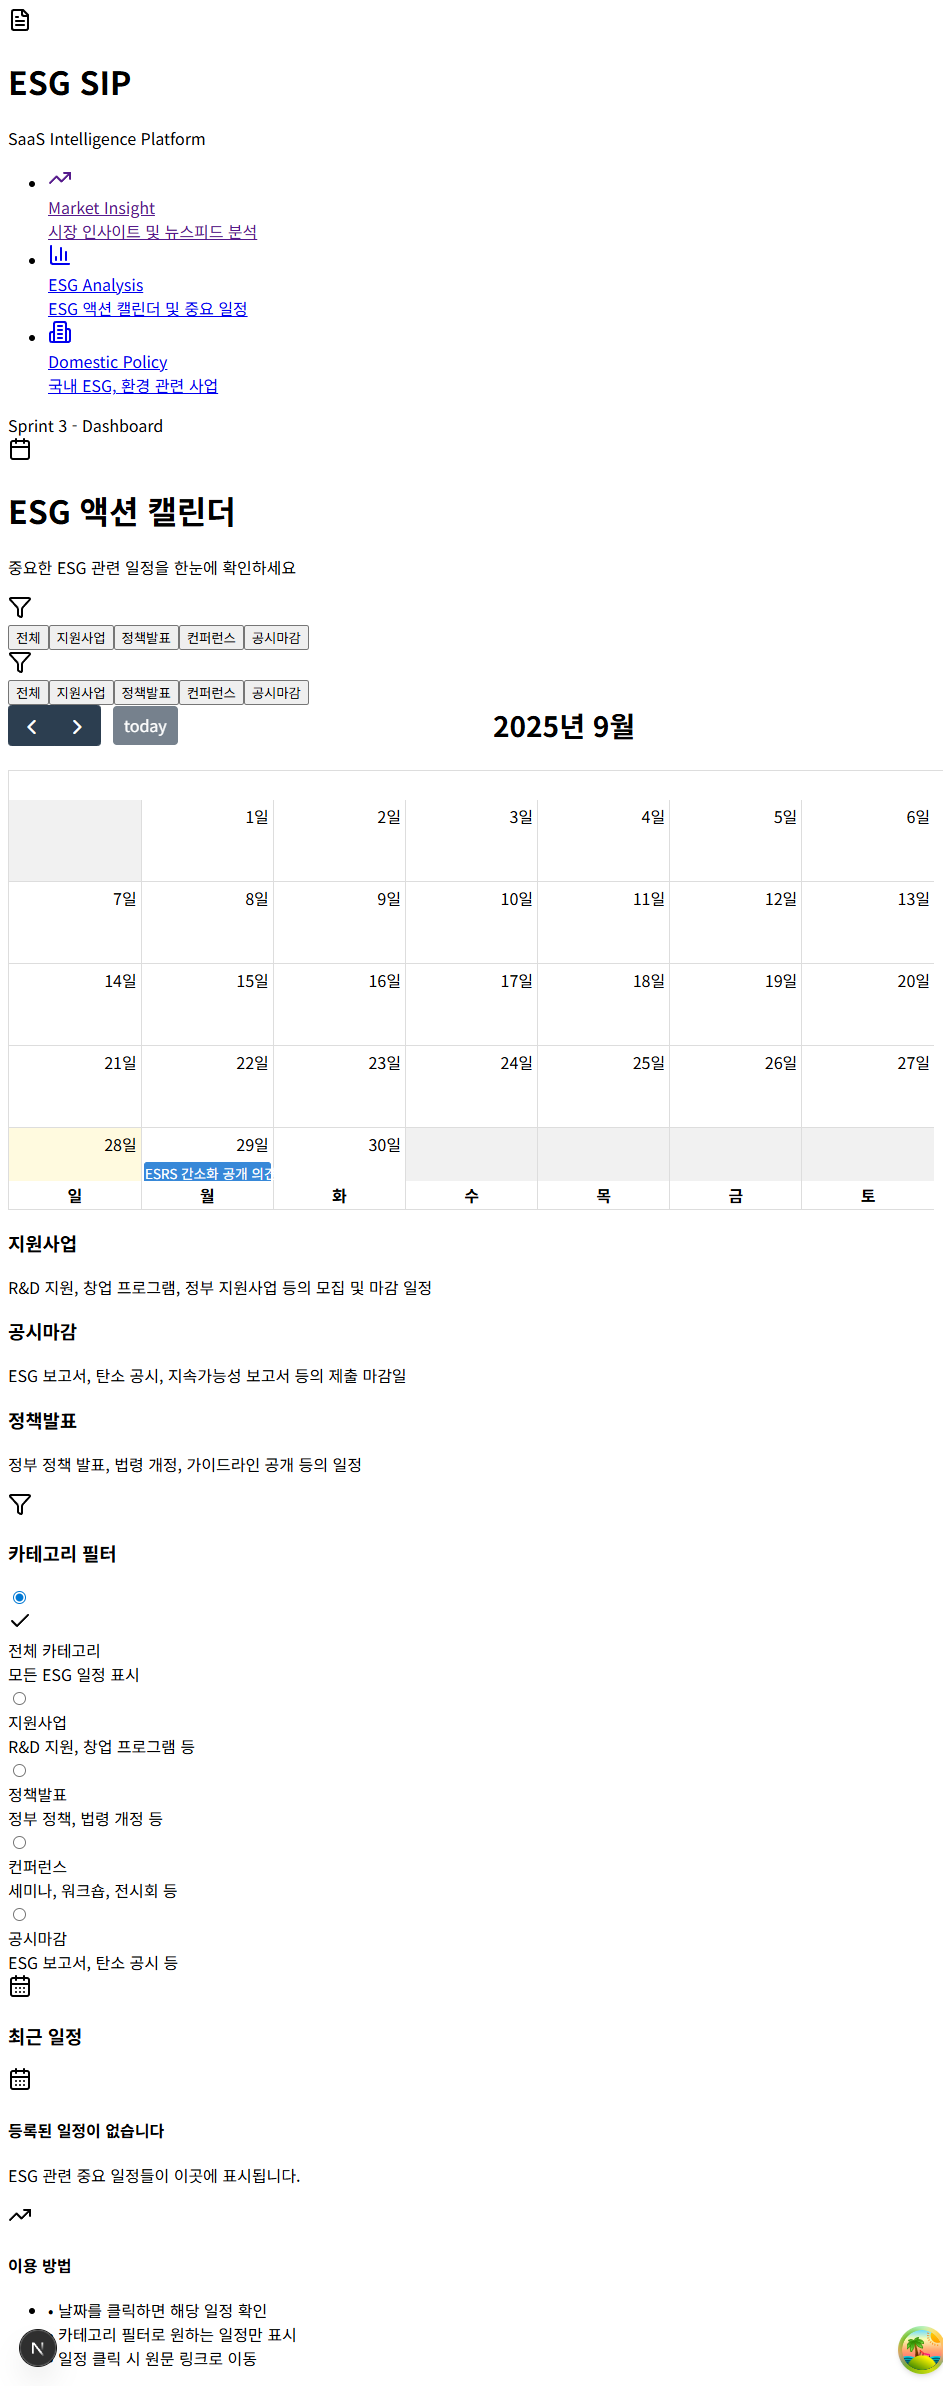 ESG SIP
SaaS Intelligence Platform
Market Insight
시장 인사이트 및 뉴스피드 분석
ESG Analysis
ESG 액션 캘린더 및 중요 일정
Domestic Policy
국내 ESG, 환경 관련 사업
Sprint 3 - Dashboard
ESG 액션 캘린더
중요한 ESG 관련 일정을 한눈에 확인하세요
전체 지원사업 정책발표 컨퍼런스 공시마감
전체 지원사업 정책발표 컨퍼런스 공시마감
today 2025년 9월
1일 2일 3일 4일 5일 6일
7일 8일 9일 10일 11일 12일 13일
14일 15일 16일 17일 18일 19일 20일
21일 22일 23일 24일 25일 26일 27일
28일 29일 30일
ESRS 간소화 공개 의견
일 월 화 수 목 금 토
지원사업
R&D 지원, 창업 프로그램, 정부 지원사업 등의 모집 및 마감 일정
공시마감
ESG 보고서, 탄소 공시, 지속가능성 보고서 등의 제출 마감일
정책발표
정부 정책 발표, 법령 개정, 가이드라인 공개 등의 일정
카테고리 필터
전체 카테고리
모든 ESG 일정 표시
지원사업
R&D 지원, 창업 프로그램 등
정책발표
정부 정책, 법령 개정 등
컨퍼런스
세미나, 워크숍, 전시회 등
공시마감
ESG 보고서, 탄소 공시 등
최근 일정
등록된 일정이 없습니다
ESG 관련 중요 일정들이 이곳에 표시됩니다.
이용 방법
• 날짜를 클릭하면 해당 일정 확인
카테고리 필터로 원하는 일정만 표시
일정 클릭 시 원문 링크로 이동
N